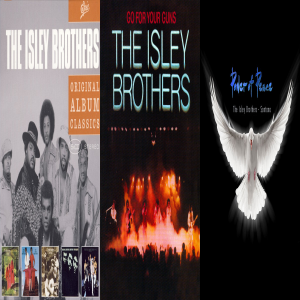 Epic
THE ISLEY BROTHERS
ORIGINAL
ALBUM
CLASSICS
GO FOR YOUR GUNS
THE ISLEY
BROTHERS
Power of Peace
The Isley Brothers - Santana